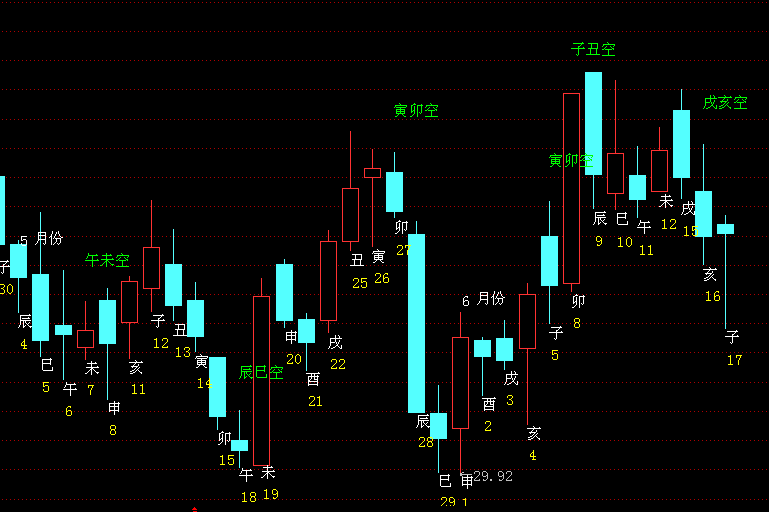 子丑空
戌亥空
寅卯空
寅卯空
午未空
辰巳空
5 月份
6 月份
子
30
辰
4
巳
5
午
6
未
7
申
8
亥
11
子
12
丑
13
寅
14
卯
15
午
18
未
19
申
20
酉
21
戌
22
丑
25
寅
26
卯
27
辰
28
巳
29
申
1
←29.92
酉
2
戌
3
亥
4
子
5
卯
8
辰
9
巳
10
午
11
未
12
戌
15
亥
16
子
17